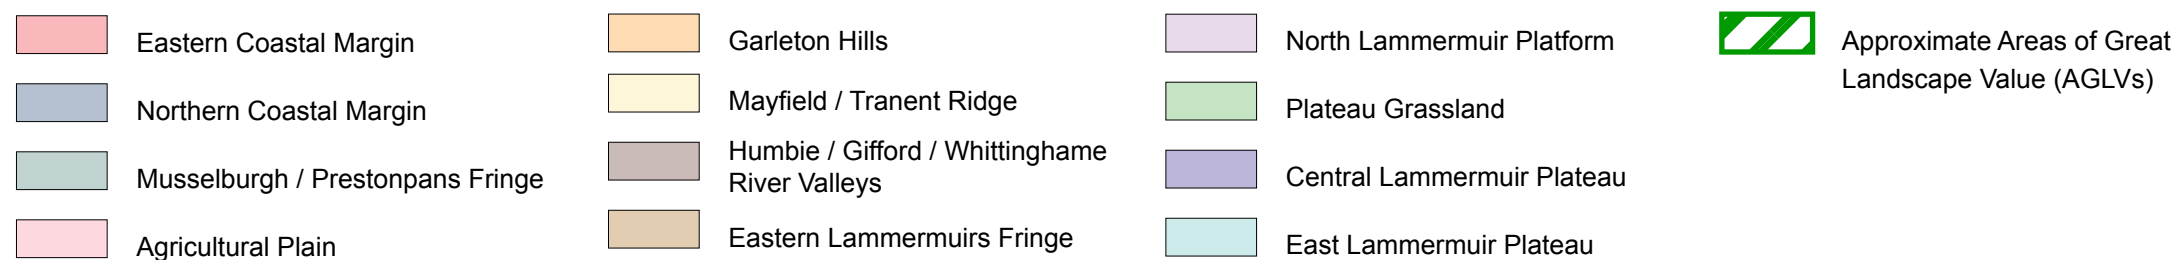 Eastern Coastal Margin
Northern Coastal Margin
Musselburgh / Prestonpans Fringe
Agricultural Plain
Garleton Hills
Mayfield / Tranent Ridge
Humbie / Gifford / Whittinghame
River Valleys
Eastern Lammermuirs Fringe
North Lammermuir Platform
Plateau Grassland
Central Lammermuir Plateau
East Lammermuir Plateau
Approximate Areas of Great
Landscape Value (AGLVs)